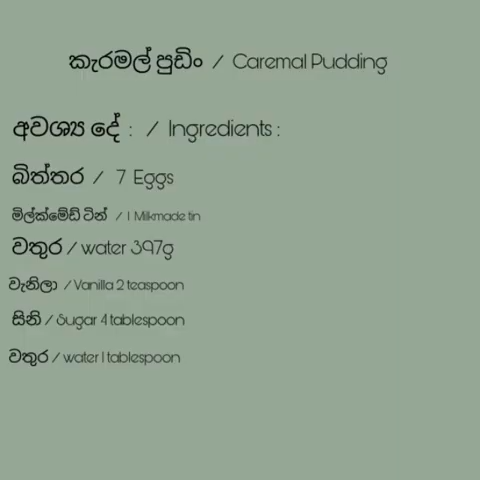 කැරමල් පුඩිං / Caremal Pudding
අවශ්‍ය දේ : / Ingredients :
බිත්තර / 7 Eggs
මිල්ක්මේඩ් ටින් / 1 Milkmade tin
වතුර / water 397g
වැනිලා / Vanilla 2 teaspoon
සිනි / Sugar 4 tablespoon
වතුර / water 1 tablespoon